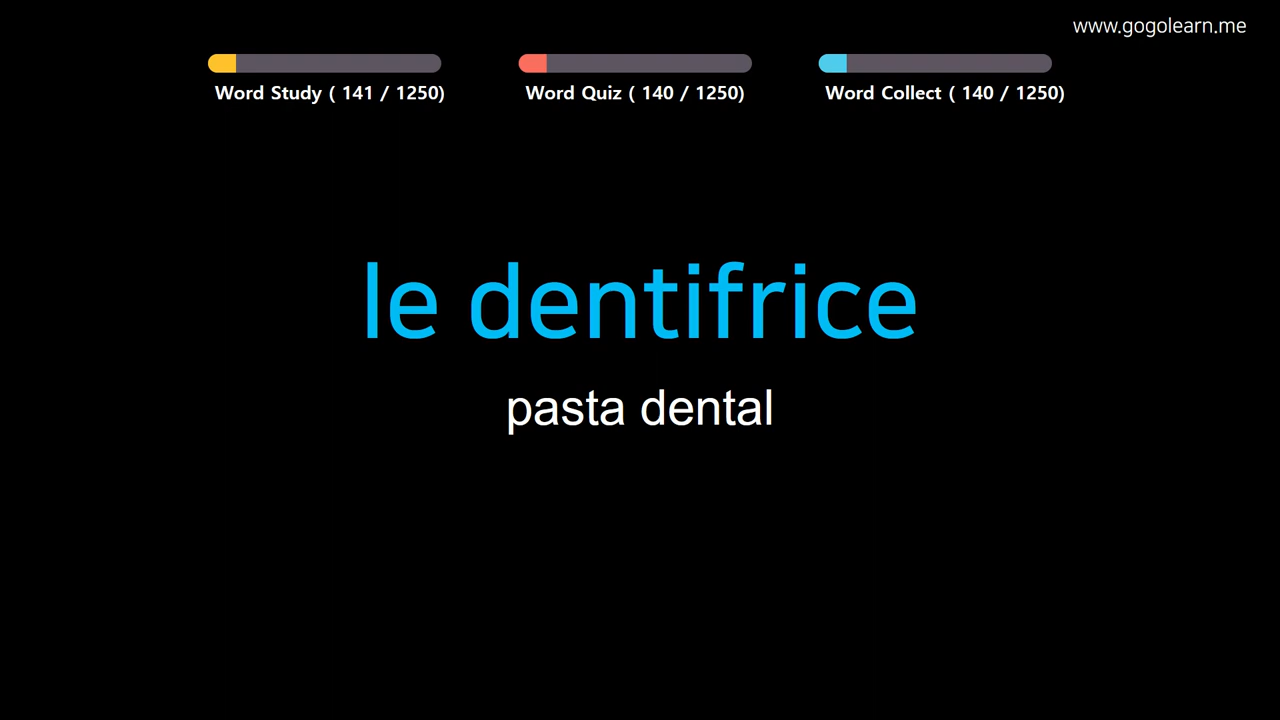 www.gogolearn.me
Word Study ( 141 / 1250)
Word Quiz ( 140 / 1250)
Word Collect ( 140 / 1250)
le dentifrice
pasta dental